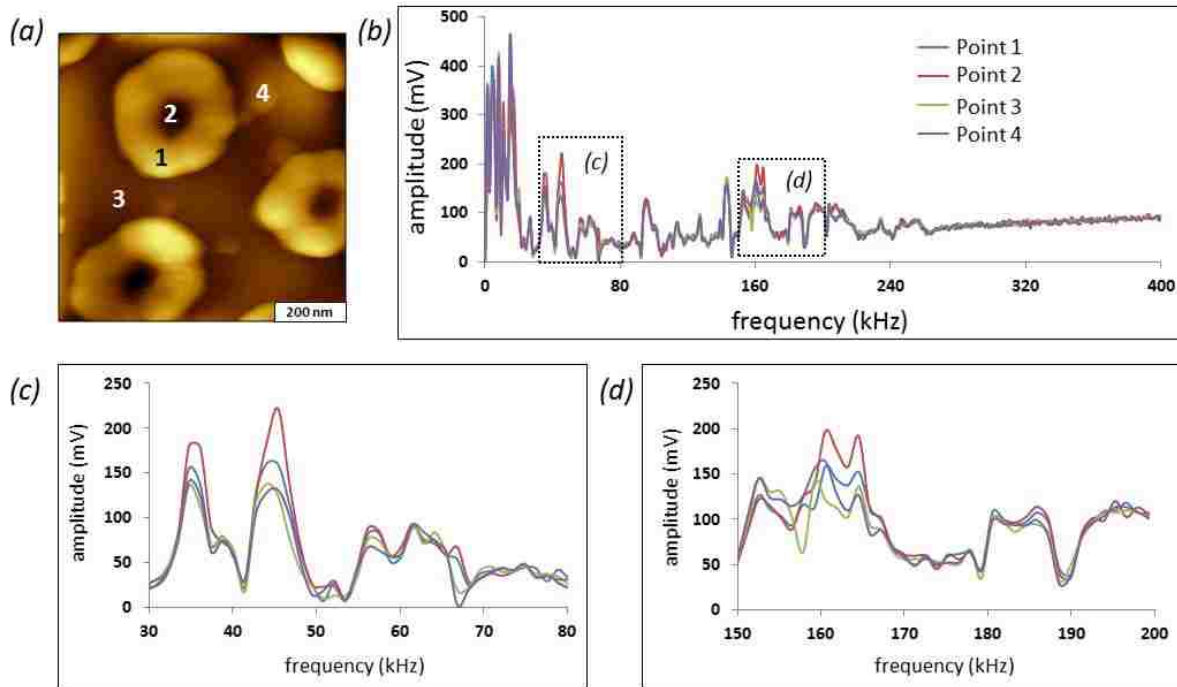 (a)
2
4
1
3
200 nm
(b)
500
400
300
200
100
0
amplitude (mV)
Point 1
Point 2
Point 3
Point 4
(c)
(d)
0 80 160 240 320 400
frequency (kHz)
(c)
250
200
150
100
50
0
amplitude (mV)
30 40 50 60 70 80
frequency (kHz)
(d)
250
200
150
100
50
0
amplitude (mV)
150 160 170 180 190 200
frequency (kHz)